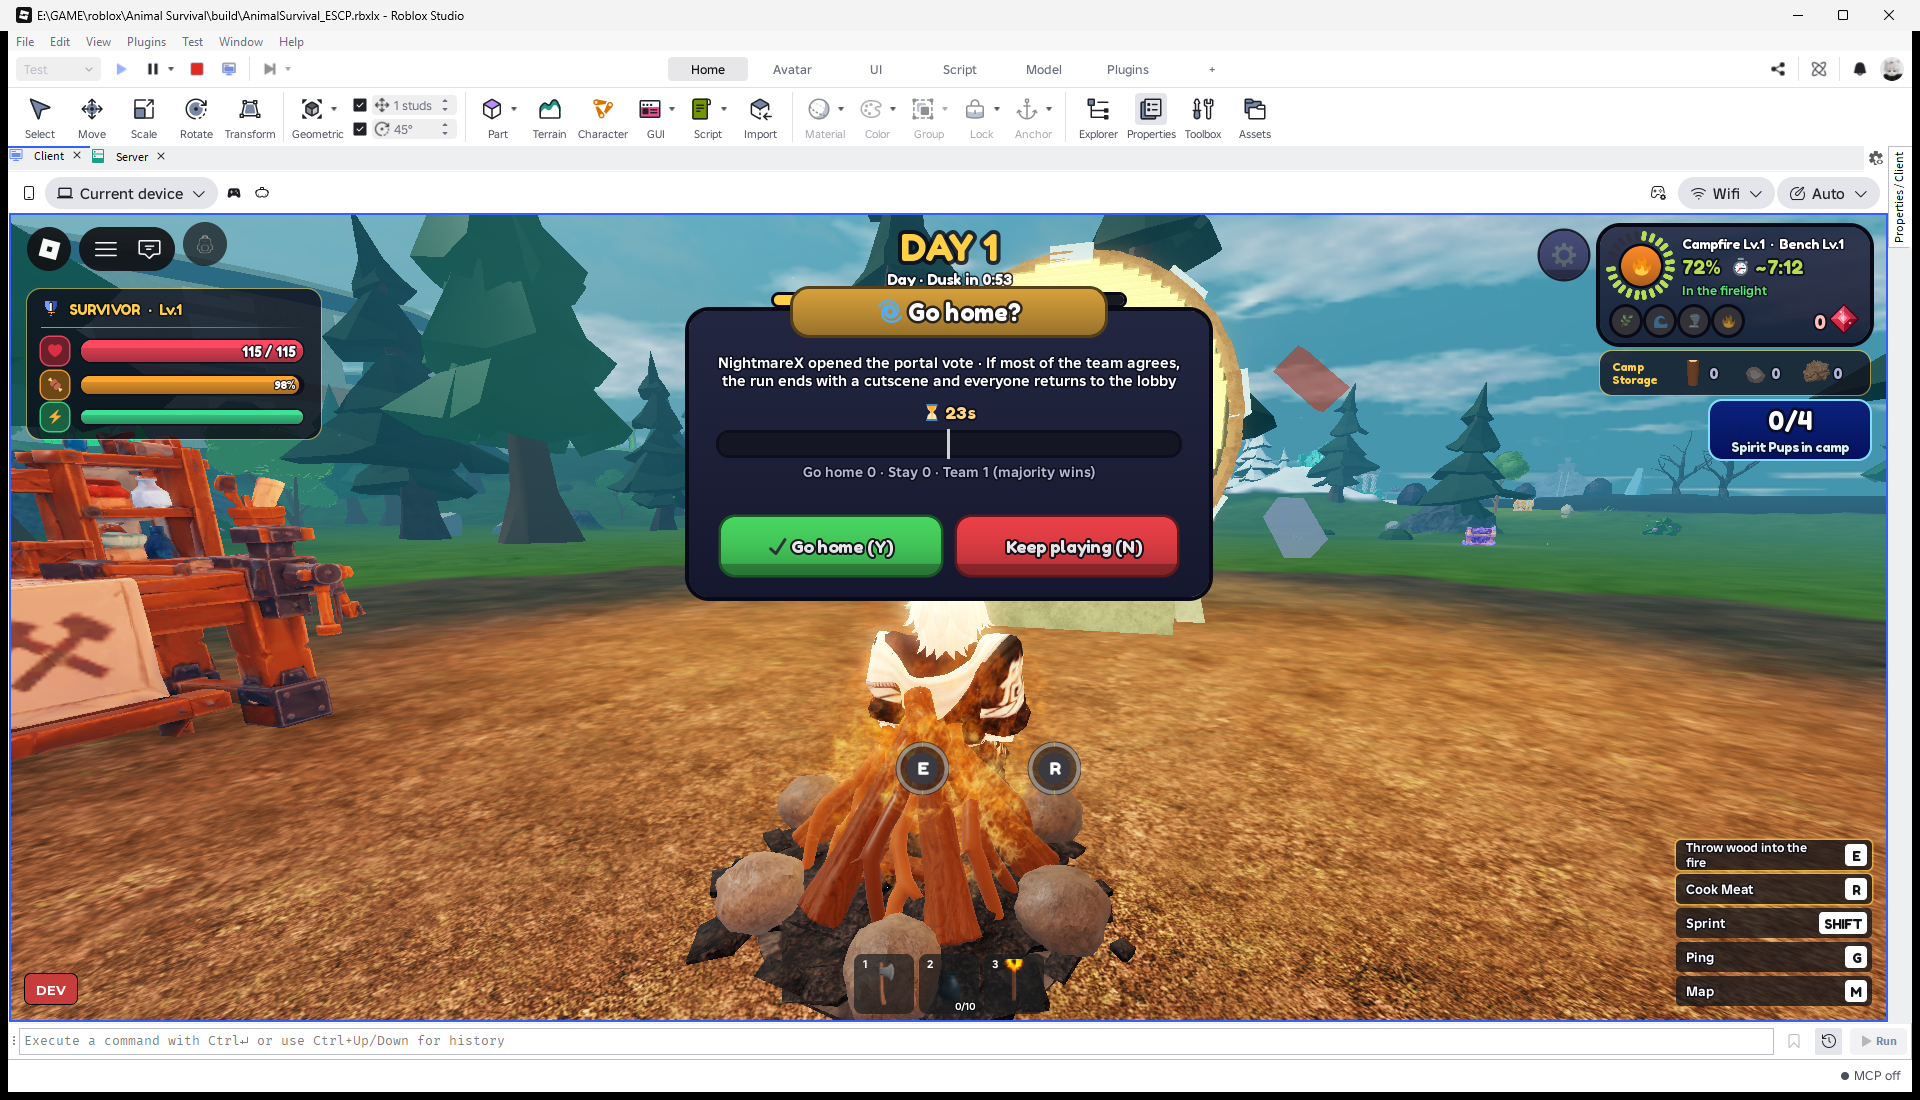 E:\GAME\roblox\Animal Survival\build\AnimalSurvival_ESCP.rbxlx - Roblox Studio
File Edit View Plugins Test Window Help
Test
Home Avatar UI Script Model Plugins +
1 studs
45°
Select Move Scale Rotate Transform Geometric Part Terrain Character GUI Script Import Material Color Group Lock Anchor Explorer Properties Toolbox Assets
Client Server
Properties / Client
Current device Wifi Auto
DAY 1
Day · Dusk in 0:53
SURVIVOR · Lv.1
115 / 115
98%
Campfire Lv.1 · Bench Lv.1
72% ~7:12
In the firelight
0
Camp Storage
0 0 0
0/4
Spirit Pups in camp
Go home?
NightmareX opened the portal vote · If most of the team agrees,
the run ends with a cutscene and everyone returns to the lobby
23s
Go home 0 · Stay 0 · Team 1 (majority wins)
Go home (Y) Keep playing (N)
E R
Throw wood into the fire E
Cook Meat R
Sprint SHIFT
Ping G
Map M
DEV
1 2 3
0/10
Execute a command with Ctrl↵ or use Ctrl+Up/Down for history
Run
MCP off